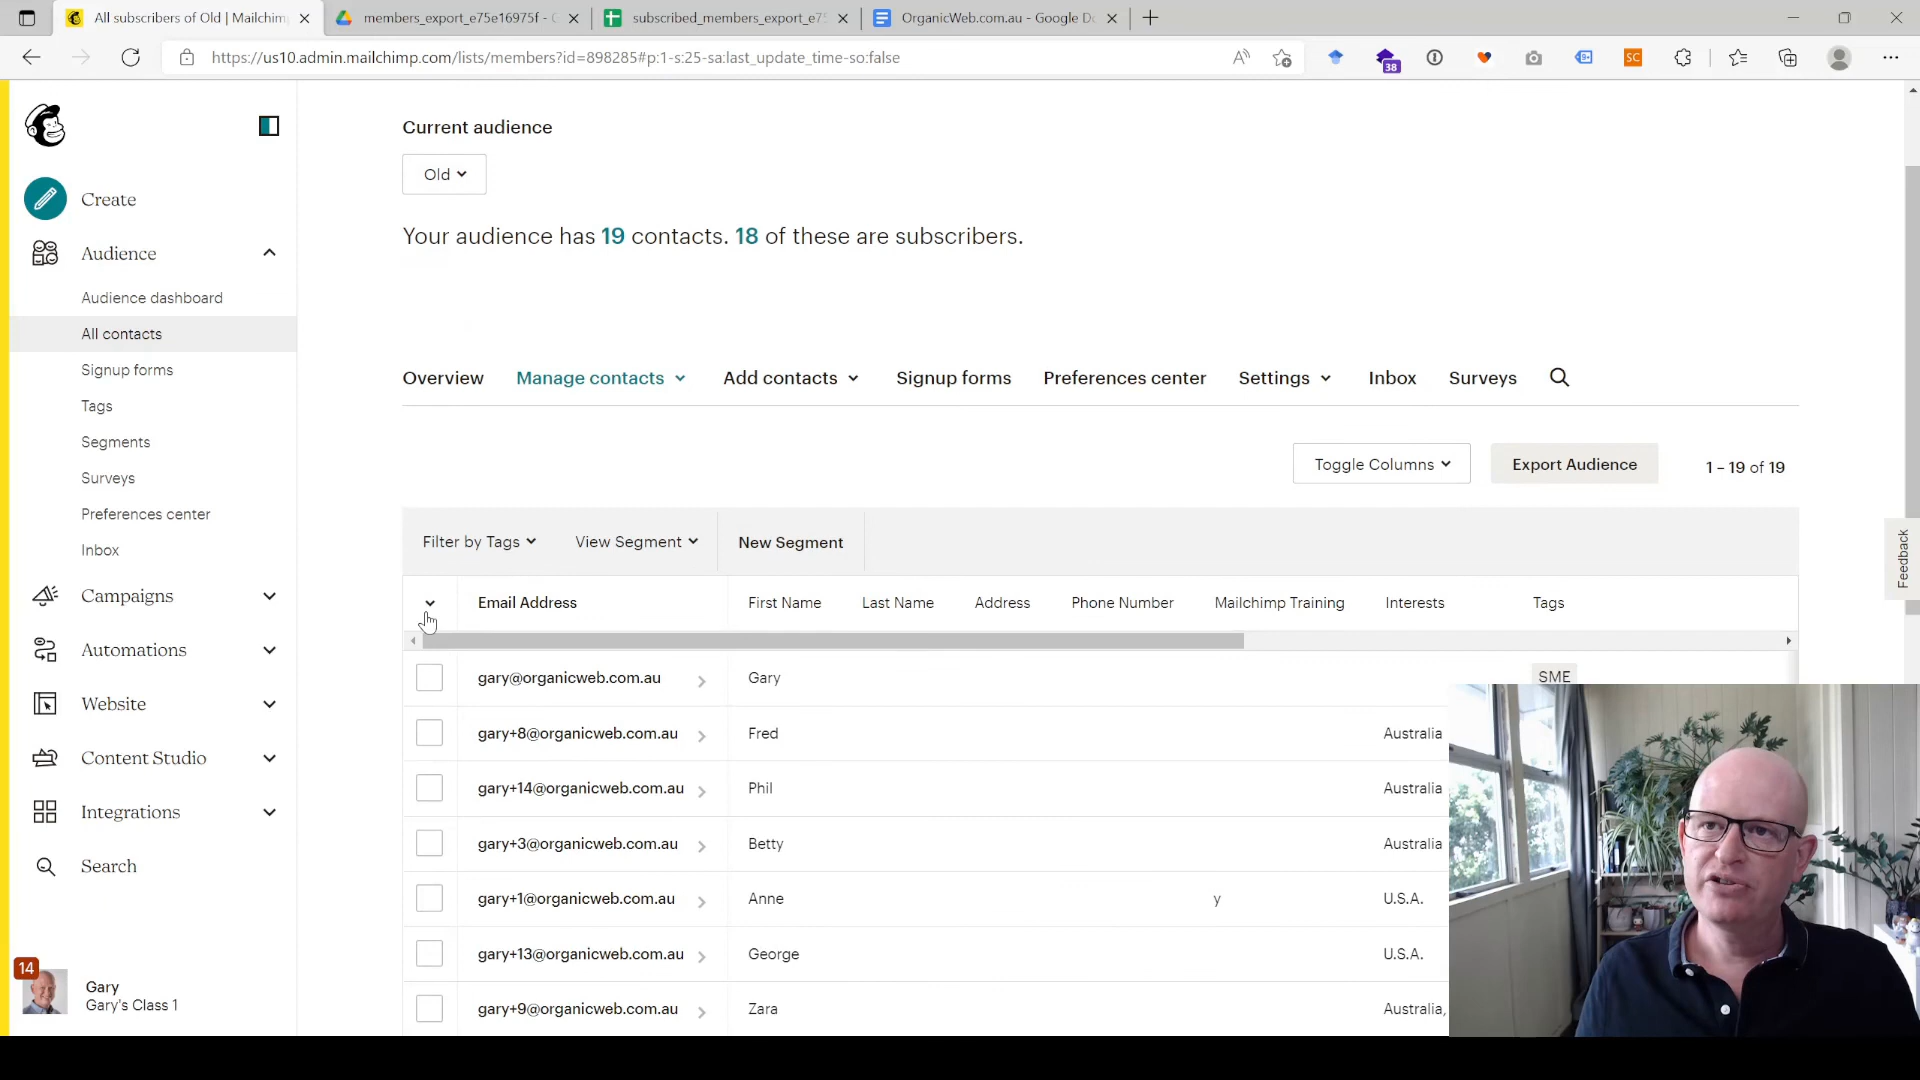 All subscribers of Old | Mailchim
members_export_e75e16975f - G
subscribed_members_export_e75
OrganicWeb.com.au - Google Do
https://us10.admin.mailchimp.com/lists/members?id=898285#p:1-s:25-sa:last_update_time-so:false
38
SC
Create
Audience
Audience dashboard
All contacts
Signup forms
Tags
Segments
Surveys
Preferences center
Inbox
Campaigns
Automations
Website
Content Studio
Integrations
Search
14
Gary
Gary's Class 1
Current audience
Old
Your audience has 19 contacts. 18 of these are subscribers.
Overview Manage contacts Add contacts Signup forms Preferences center Settings Inbox Surveys
Toggle Columns Export Audience 1 – 19 of 19
Filter by Tags View Segment New Segment
Email Address First Name Last Name Address Phone Number Mailchimp Training Interests Tags
gary@organicweb.com.au Gary SME
gary+8@organicweb.com.au Fred Australia
gary+14@organicweb.com.au Phil Australia
gary+3@organicweb.com.au Betty Australia
gary+1@organicweb.com.au Anne y U.S.A.
gary+13@organicweb.com.au George U.S.A.
gary+9@organicweb.com.au Zara Australia,
Feedback